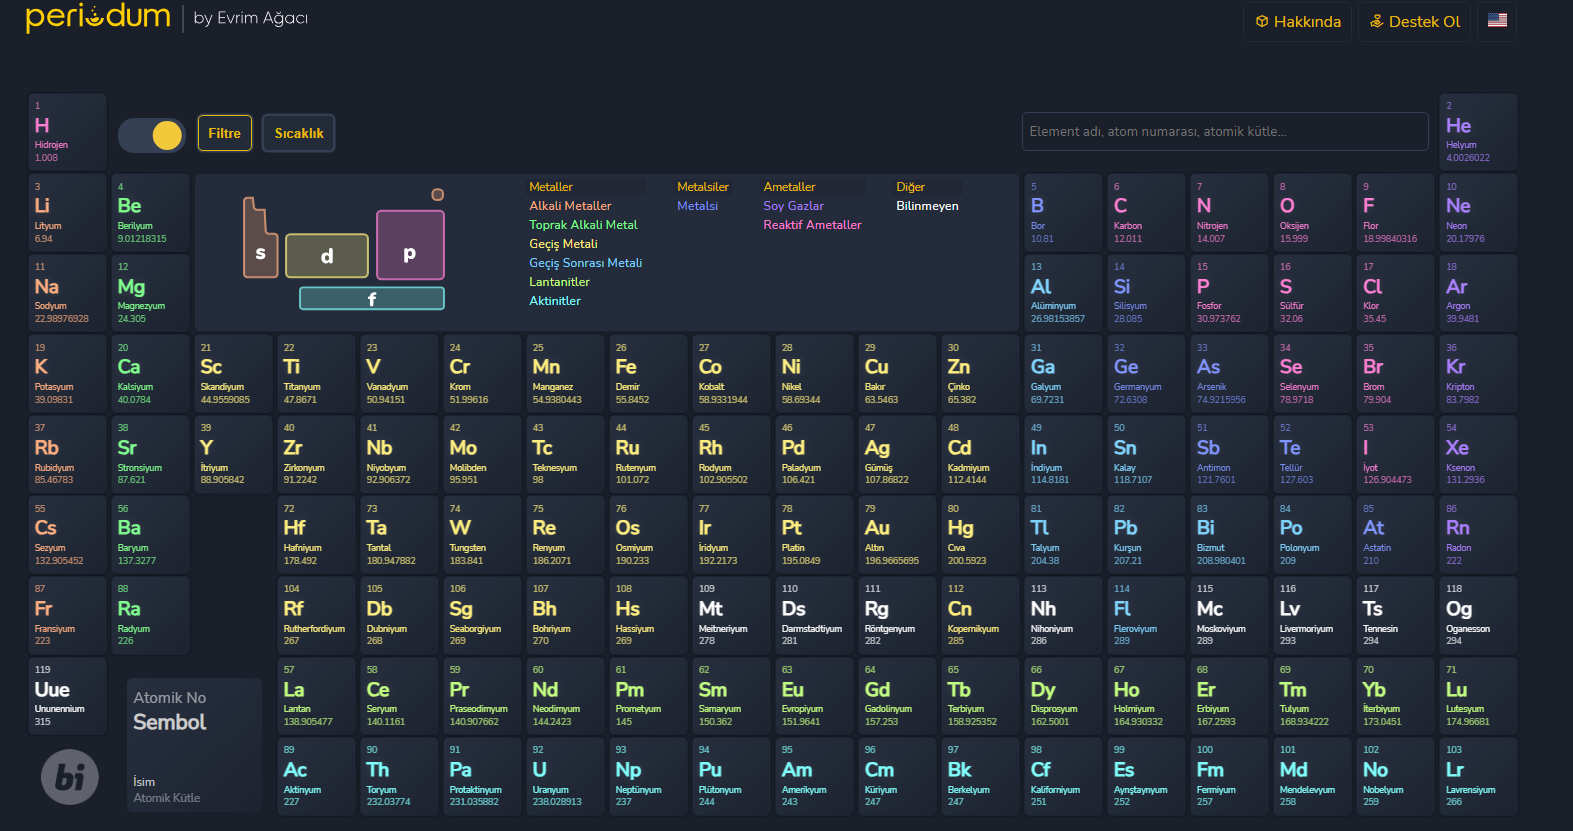 periodum by Evrim Ağacı
Hakkında
Destek Ol
1
H
Hidrojen
1.008
Filtre
Sıcaklık
Element adı, atom numarası, atomik kütle...
2
He
Helyum
4.0026022
3
Li
Lityum
6.94
4
Be
Berilyum
9.01218315
s
d
p
f
Metaller
Alkali Metaller
Toprak Alkali Metal
Geçiş Metali
Geçiş Sonrası Metali
Lantanitler
Aktinitler
Metalsiler
Metalsi
Ametaller
Soy Gazlar
Reaktif Ametaller
Diğer
Bilinmeyen
5
B
Bor
10.81
6
C
Karbon
12.011
7
N
Nitrojen
14.007
8
O
Oksijen
15.999
9
F
Flor
18.99840316
10
Ne
Neon
20.17976
11
Na
Sodyum
22.98976928
12
Mg
Magnezyum
24.305
13
Al
Alüminyum
26.98153857
14
Si
Silisyum
28.085
15
P
Fosfor
30.973762
16
S
Sülfür
32.06
17
Cl
Klor
35.45
18
Ar
Argon
39.9481
19
K
Potasyum
39.09831
20
Ca
Kalsiyum
40.0784
21
Sc
Skandiyum
44.9559085
22
Ti
Titanyum
47.8671
23
V
Vanadyum
50.94151
24
Cr
Krom
51.99616
25
Mn
Manganez
54.9380443
26
Fe
Demir
55.8452
27
Co
Kobalt
58.9331944
28
Ni
Nikel
58.69344
29
Cu
Bakır
63.5463
30
Zn
Çinko
65.382
31
Ga
Galyum
69.7231
32
Ge
Germanyum
72.6308
33
As
Arsenik
74.9215956
34
Se
Selenyum
78.9718
35
Br
Brom
79.904
36
Kr
Kripton
83.7982
37
Rb
Rubidyum
85.46783
38
Sr
Stronsiyum
87.621
39
Y
İtriyum
88.905842
40
Zr
Zirkonyum
91.2242
41
Nb
Niyobyum
92.906372
42
Mo
Molibden
95.951
43
Tc
Teknesyum
98
44
Ru
Rutenyum
101.072
45
Rh
Rodyum
102.905502
46
Pd
Paladyum
106.421
47
Ag
Gümüş
107.86822
48
Cd
Kadmiyum
112.4144
49
In
İndiyum
114.8181
50
Sn
Kalay
118.7107
51
Sb
Antimon
121.7601
52
Te
Tellür
127.603
53
I
İyot
126.904473
54
Xe
Ksenon
131.2936
55
Cs
Sezyum
132.905452
56
Ba
Baryum
137.3277
72
Hf
Hafniyum
178.492
73
Ta
Tantal
180.947882
74
W
Tungsten
183.841
75
Re
Renyum
186.2071
76
Os
Osmiyum
190.233
77
Ir
İridyum
192.2173
78
Pt
Platin
195.0849
79
Au
Altın
196.9665695
80
Hg
Cıva
200.5923
81
Tl
Talyum
204.38
82
Pb
Kurşun
207.21
83
Bi
Bizmut
208.980401
84
Po
Polonyum
209
85
At
Astatin
210
86
Rn
Radon
222
87
Fr
Fransiyum
223
88
Ra
Radyum
226
104
Rf
Rutherfordiyum
267
105
Db
Dubniyum
268
106
Sg
Seaborgiyum
269
107
Bh
Bohriyum
270
108
Hs
Hassiyum
269
109
Mt
Meitneriyum
278
110
Ds
Darmstadtiyum
281
111
Rg
Röntgenyum
282
112
Cn
Kopernikyum
285
113
Nh
Nihoniyum
286
114
Fl
Fleroviyum
289
115
Mc
Moskoviyum
289
116
Lv
Livermoriyum
293
117
Ts
Tennesin
294
118
Og
Oganesson
294
119
Uue
Ununennium
315
Atomik No
Sembol
İsim
Atomik Kütle
bi
57
La
Lantan
138.905477
58
Ce
Seryum
140.1161
59
Pr
Praseodimyum
140.907662
60
Nd
Neodimyum
144.2423
61
Pm
Prometyum
145
62
Sm
Samaryum
150.362
63
Eu
Evropiyum
151.9641
64
Gd
Gadolinyum
157.253
65
Tb
Terbiyum
158.925352
66
Dy
Disprosyum
162.5001
67
Ho
Holmiyum
164.930332
68
Er
Erbiyum
167.2593
69
Tm
Tulyum
168.934222
70
Yb
İterbiyum
173.0451
71
Lu
Lutesyum
174.96681
89
Ac
Aktinyum
227
90
Th
Toryum
232.03774
91
Pa
Protaktinyum
231.035882
92
U
Uranyum
238.028913
93
Np
Neptünyum
237
94
Pu
Plütonyum
244
95
Am
Amerikyum
243
96
Cm
Küriyum
247
97
Bk
Berkelyum
247
98
Cf
Kaliforniyum
251
99
Es
Aynştaynyum
252
100
Fm
Fermiyum
257
101
Md
Mendelevyum
258
102
No
Nobelyum
259
103
Lr
Lavrensiyum
266